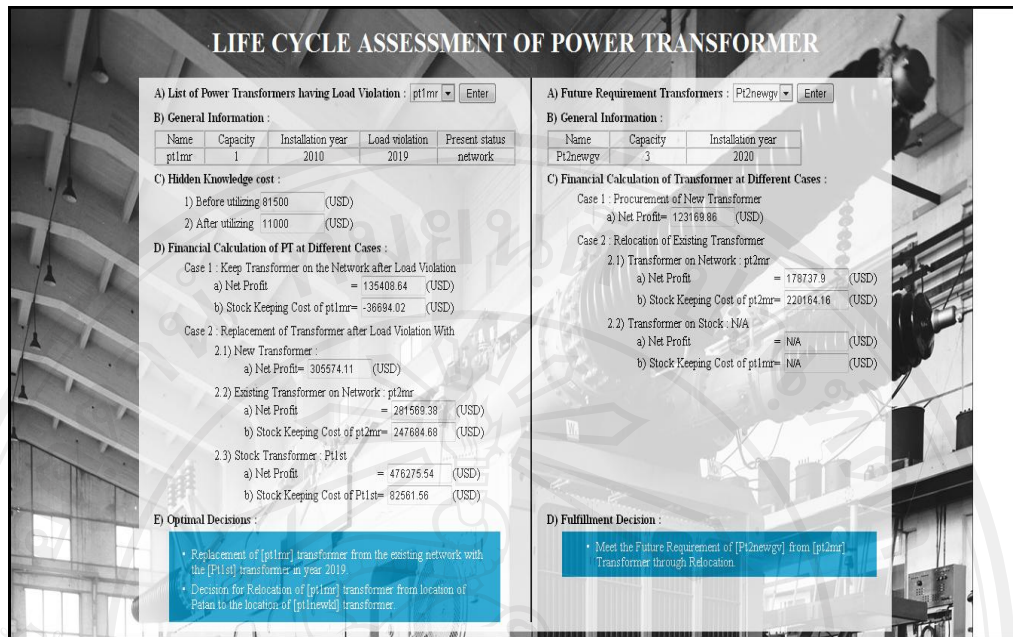 LIFE CYCLE ASSESSMENT OF POWER TRANSFORMER
A) List of Power Transformers having Load Violation : pt1mr Enter
B) General Information :
Name Capacity Installation year Load violation Present status
pt1mr 1 2010 2019 network
C) Hidden Knowledge cost :
1) Before utilizing 81500 (USD)
2) After utilizing 11000 (USD)
D) Financial Calculation of PT at Different Cases :
Case 1 : Keep Transformer on the Network after Load Violation
a) Net Profit = 135408.64 (USD)
b) Stock Keeping Cost of pt1mr= -36694.02 (USD)
Case 2 : Replacement of Transformer after Load Violation With
2.1) New Transformer :
a) Net Profit= 305574.11 (USD)
2.2) Existing Transformer on Network : pt2mr
a) Net Profit = 281569.38 (USD)
b) Stock Keeping Cost of pt2mr= 247684.68 (USD)
2.3) Stock Transformer : Pt1st
a) Net Profit = 476275.54 (USD)
b) Stock Keeping Cost of Pt1st= 82561.56 (USD)
E) Optimal Decisions :
• Replacement of [pt1mr] transformer from the existing network with
the [Pt1st] transformer in year 2019.
• Decision for Relocation of [pt1mr] transformer from location of
Patan to the location of [pt1newkl] transformer.
A) Future Requirement Transformers : Pt2newgv Enter
B) General Information :
Name Capacity Installation year
Pt2newgv 3 2020
C) Financial Calculation of Transformer at Different Cases :
Case 1 : Procurement of New Transformer
a) Net Profit= 123169.86 (USD)
Case 2 : Relocation of Existing Transformer
2.1) Transformer on Network : pt2mr
a) Net Profit = 178737.9 (USD)
b) Stock Keeping Cost of pt2mr= 220164.16 (USD)
2.2) Transformer on Stock : N/A
a) Net Profit = N/A (USD)
b) Stock Keeping Cost of pt1mr= N/A (USD)
D) Fulfillment Decision :
• Meet the Future Requirement of [Pt2newgv] from [pt2mr]
Transformer through Relocation.